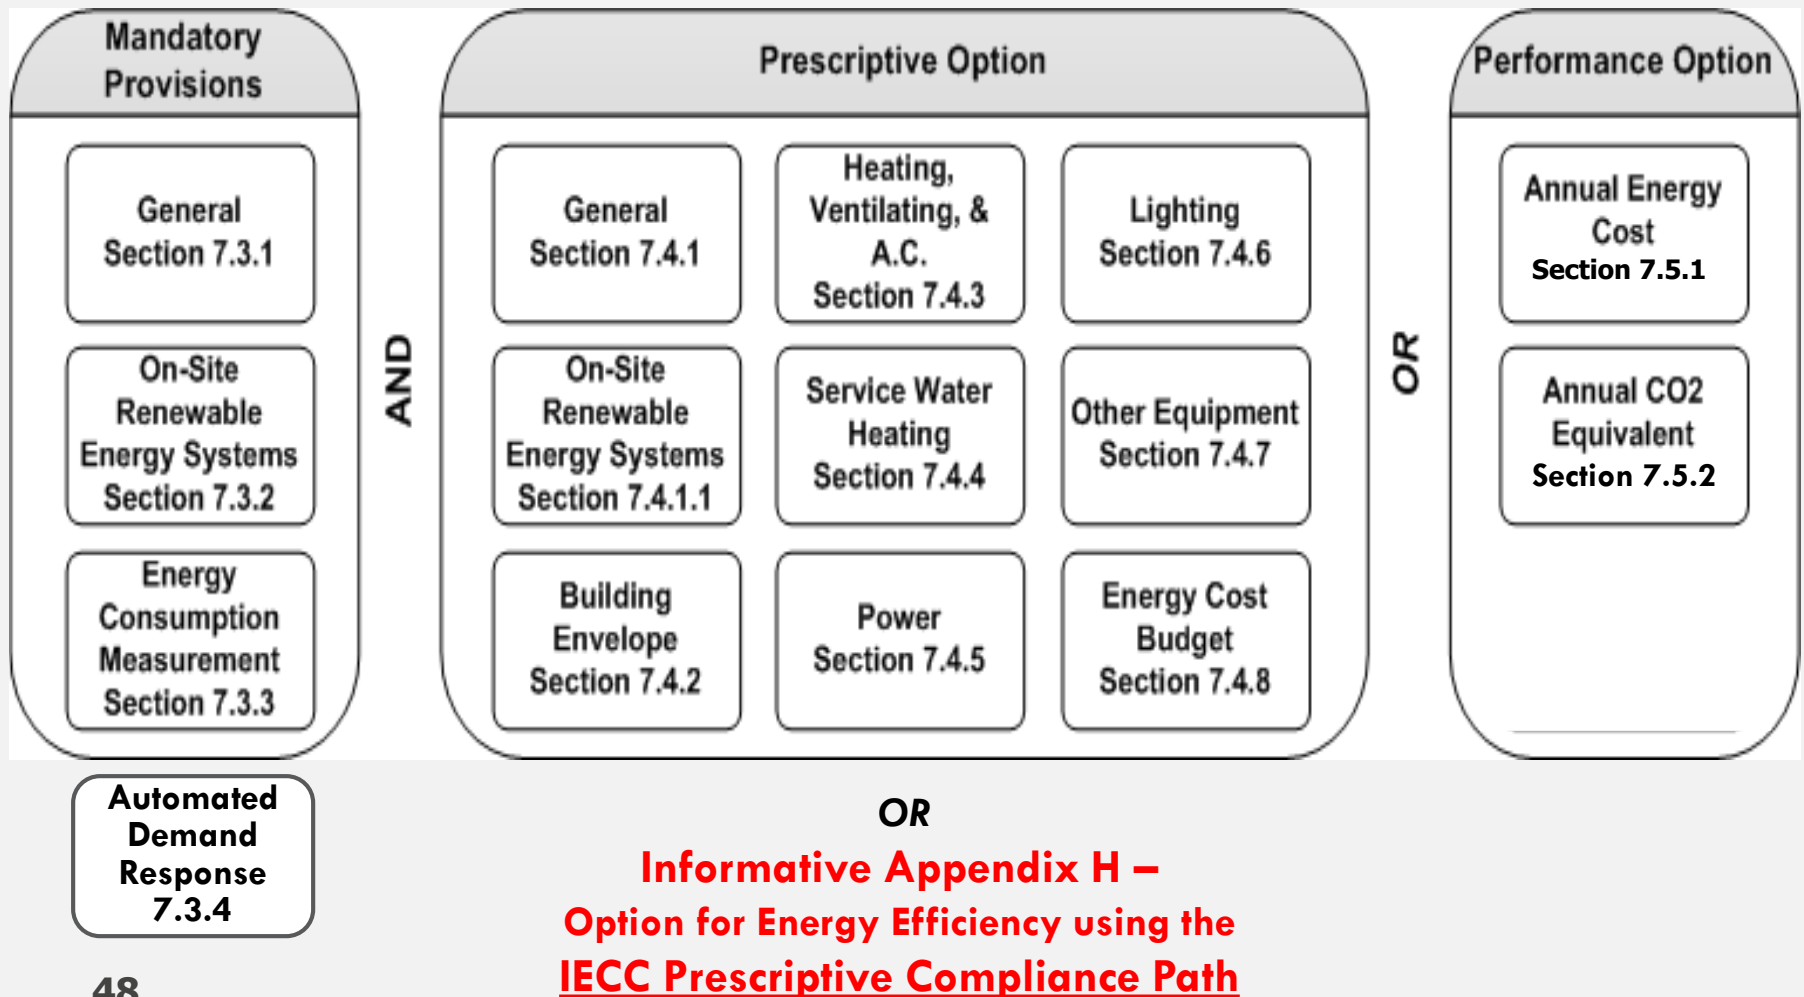 Mandatory
Provisions
General
Section 7.3.1
On-Site
Renewable
Energy Systems
Section 7.3.2
Energy
Consumption
Measurement
Section 7.3.3
Automated
Demand
Response
7.3.4
AND
Prescriptive Option
General
Section 7.4.1
On-Site
Renewable
Energy Systems
Section 7.4.1.1
Building
Envelope
Section 7.4.2
Heating,
Ventilating, &
A.C.
Section 7.4.3
Service Water
Heating
Section 7.4.4
Power
Section 7.4.5
Lighting
Section 7.4.6
Other Equipment
Section 7.4.7
Energy Cost
Budget
Section 7.4.8
OR
Performance Option
Annual Energy
Cost
Section 7.5.1
Annual CO2
Equivalent
Section 7.5.2
OR
Informative Appendix H –
Option for Energy Efficiency using the
IECC Prescriptive Compliance Path
48